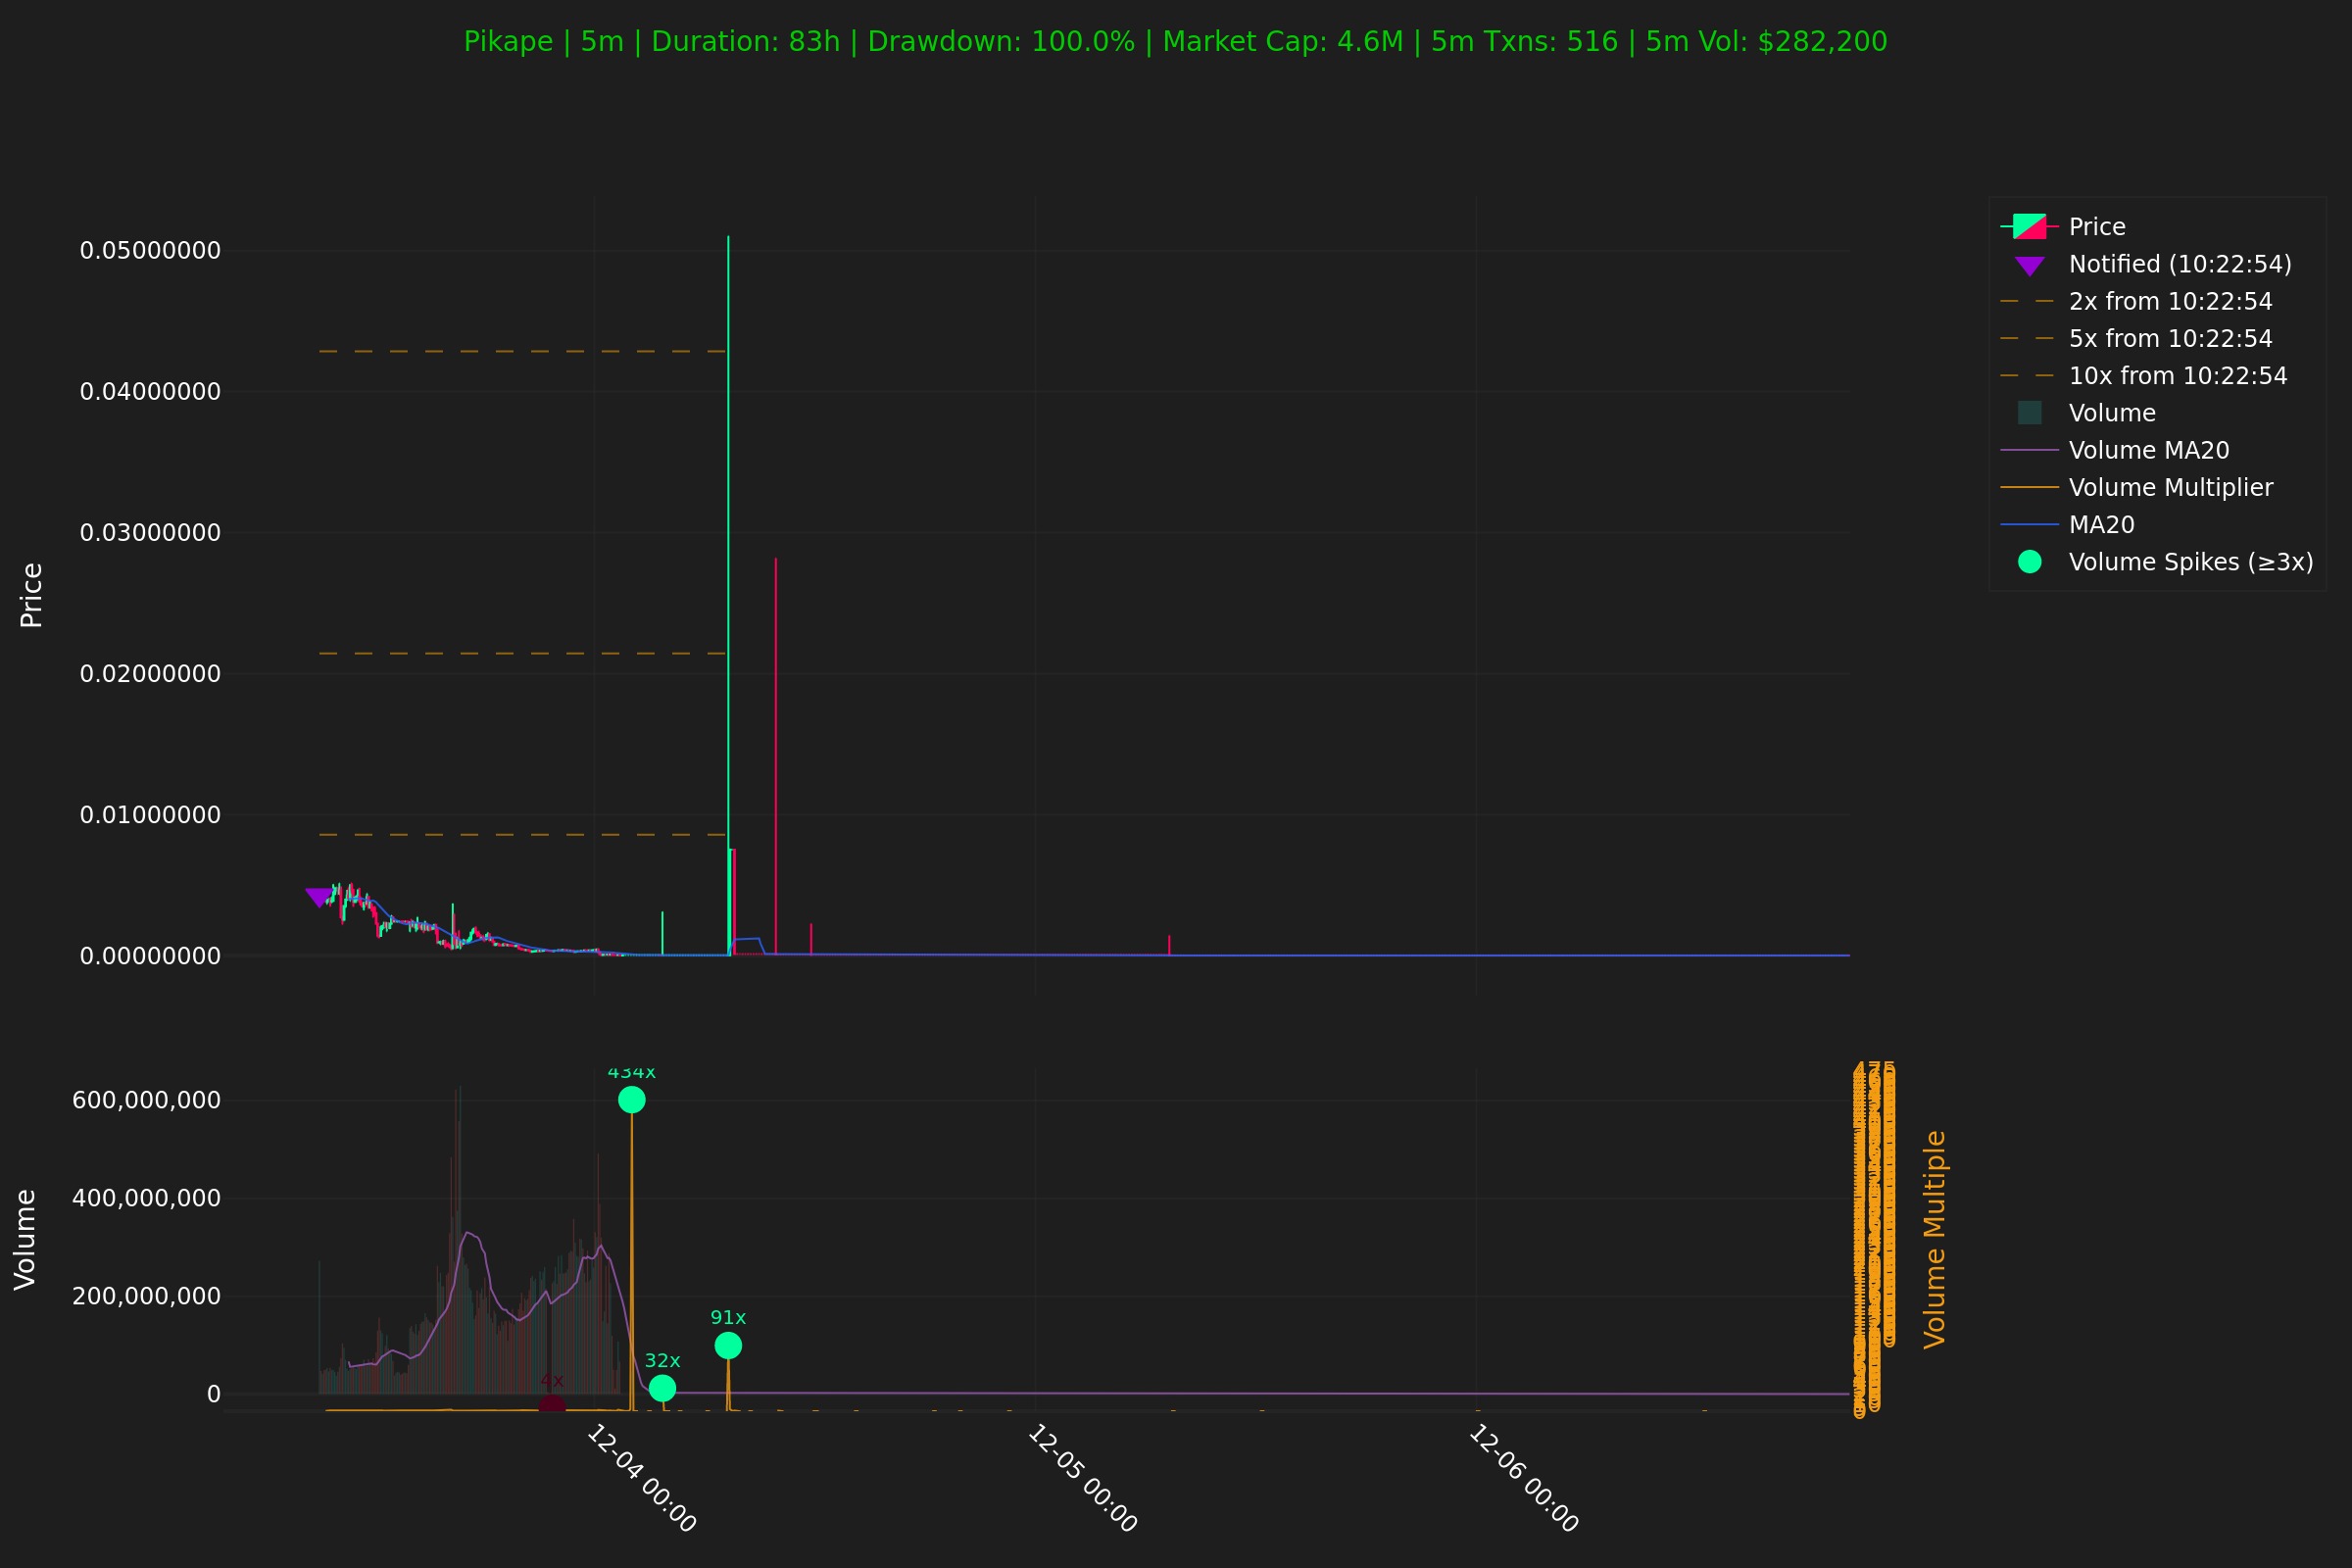 Pikape | 5m | Duration: 83h | Drawdown: 100.0% | Market Cap: 4.6M | 5m Txns: 516 | 5m Vol: $282,200
Price
0.05000000
0.04000000
0.03000000
0.02000000
0.01000000
0.00000000
Price
Notified (10:22:54)
2x from 10:22:54
5x from 10:22:54
10x from 10:22:54
Volume
Volume MA20
Volume Multiplier
MA20
Volume Spikes (≥3x)
Volume
600,000,000
400,000,000
200,000,000
0
434x
32x
91x
4x
Volume Multiple
12-04 00:00
12-05 00:00
12-06 00:00